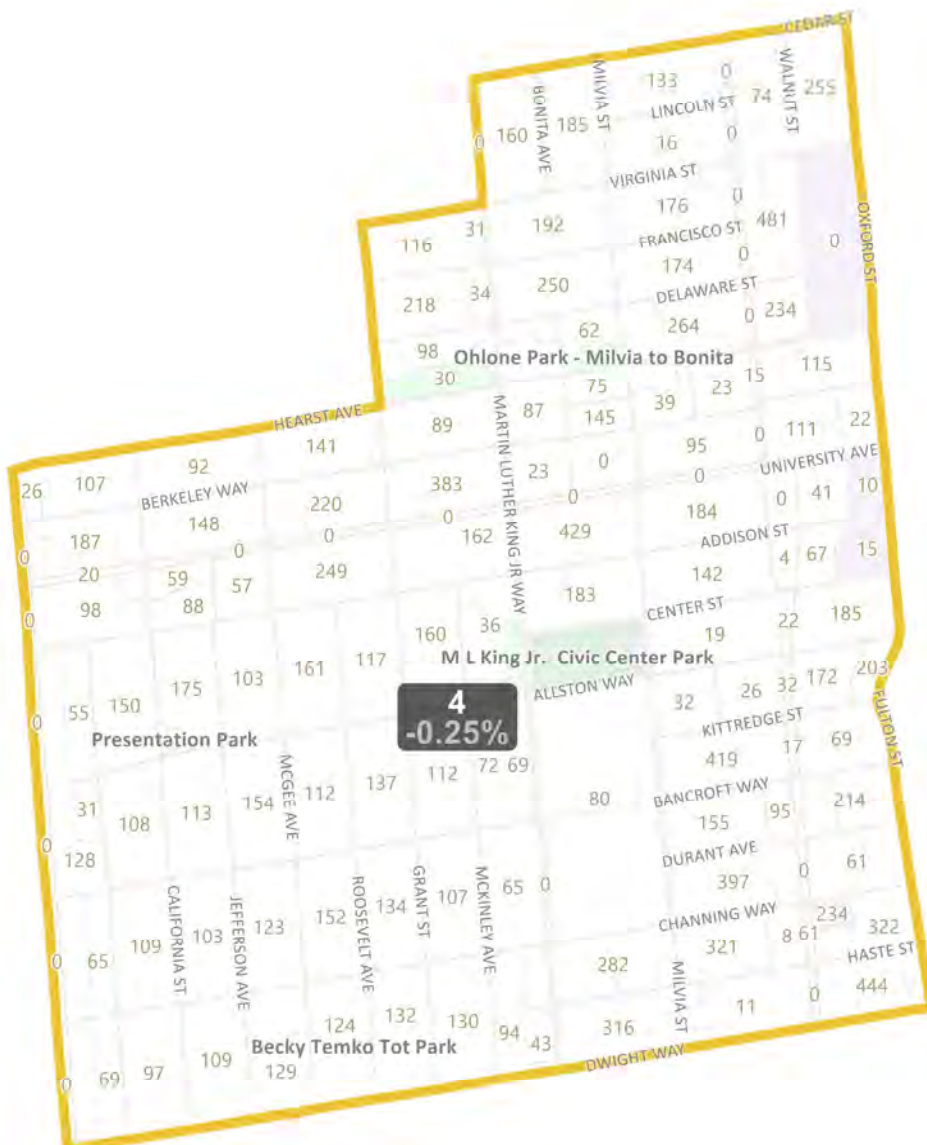 CEDAR ST
133 0
BONITA AVE
MILVIA ST
WALNUT ST
160 185 LINCOLN ST 74 255
0
16 0
VIRGINIA ST
176 0
116 31 192 FRANCISCO ST 481
OXFORD ST
0
174 0
218 34 250 DELAWARE ST
62 264 0 234
98
Ohlone Park - Milvia to Bonita
30 75 39 23 15 115
HEARST AVE
MARTIN LUTHER KING JR WAY
141 89 87 145
95 0 111 22
26 107 92
BERKELEY WAY
UNIVERSITY AVE
383 23 0 0
220 0 0
187 148 0 0 184 0 41 10
0
162 429 ADDISON ST
20 59 57 249 142 4 67 15
0
98 88 183 CENTER ST
160 36 19 22 185
M L King Jr. Civic Center Park
55 150 175 103 161 117
0
ALLSTON WAY
4
-0.25%
32 26 32 172 203
KITTREDGE ST
FULTON ST
Presentation Park
MCGEE AVE
31 108 113 154 112 137 112 72 69
419 17 69
80 BANCROFT WAY
155 95 214
0
128
DURANT AVE
397 0 61
CALIFORNIA ST
JEFFERSON AVE
ROOSEVELT AVE
GRANT ST
MCKINLEY AVE
65 109 103 123 152 134 107 65 0
0
CHANNING WAY
321 8 61 234 322
HASTE ST
282
MILVIA ST
11 0 444
124 132 130 94 43 316
Becky Temko Tot Park
0 69 97 109 129
DWIGHT WAY